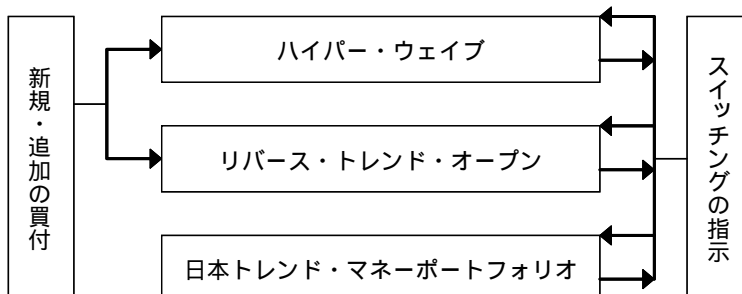 新規・追加の買付
ハイパー・ウェイブ
リバース・トレンド・オープン
日本トレンド・マネーポートフォリオ
スイッチングの指示